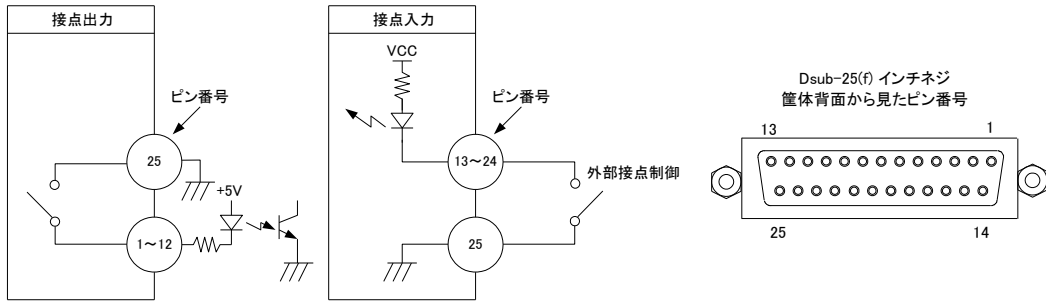 接点出力
ピン番号
25
+5V
1～12
接点入力
VCC
ピン番号
13～24
外部接点制御
25
Dsub-25(f) インチネジ
筐体背面から見たピン番号
13
1
25
14